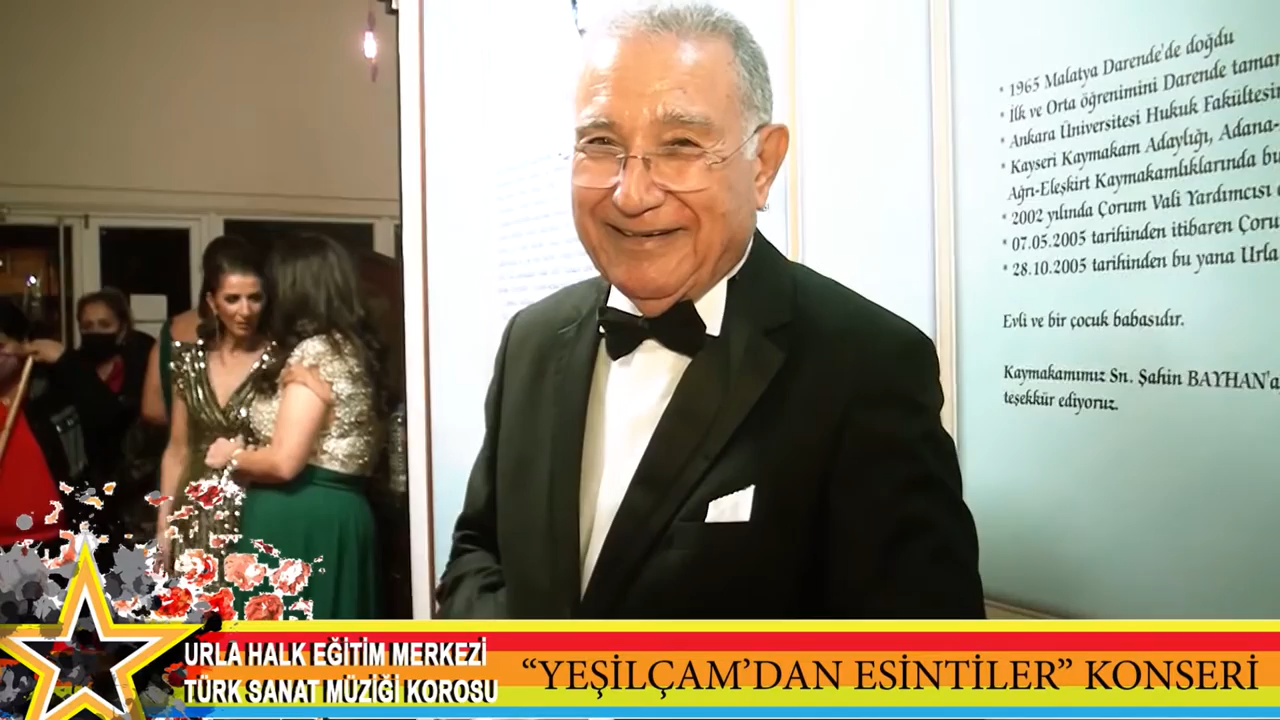 * 1965 Malatya Darende'de doğdu
* İlk ve Orta öğrenimini Darende tamam
* Ankara Üniversitesi Hukuk Fakültesin
* Kayseri Kaymakam Adaylığı, Adana-
Ağrı-Eleşkirt Kaymakamlıklarında bu
* 2002 yılında Çorum Vali Yardımcısı
* 07.05.2005 tarihinden itibaren Çoru
* 28.10.2005 tarihinden bu yana Urla
Evli ve bir çocuk babasıdır.
Kaymakamımız Sn. Şahin BAYHAN'a
teşekkür ediyoruz.
URLA HALK EĞİTİM MERKEZİ
TÜRK SANAT MÜZİĞİ KOROSU
“YEŞİLÇAM’DAN ESİNTİLER” KONSERİ